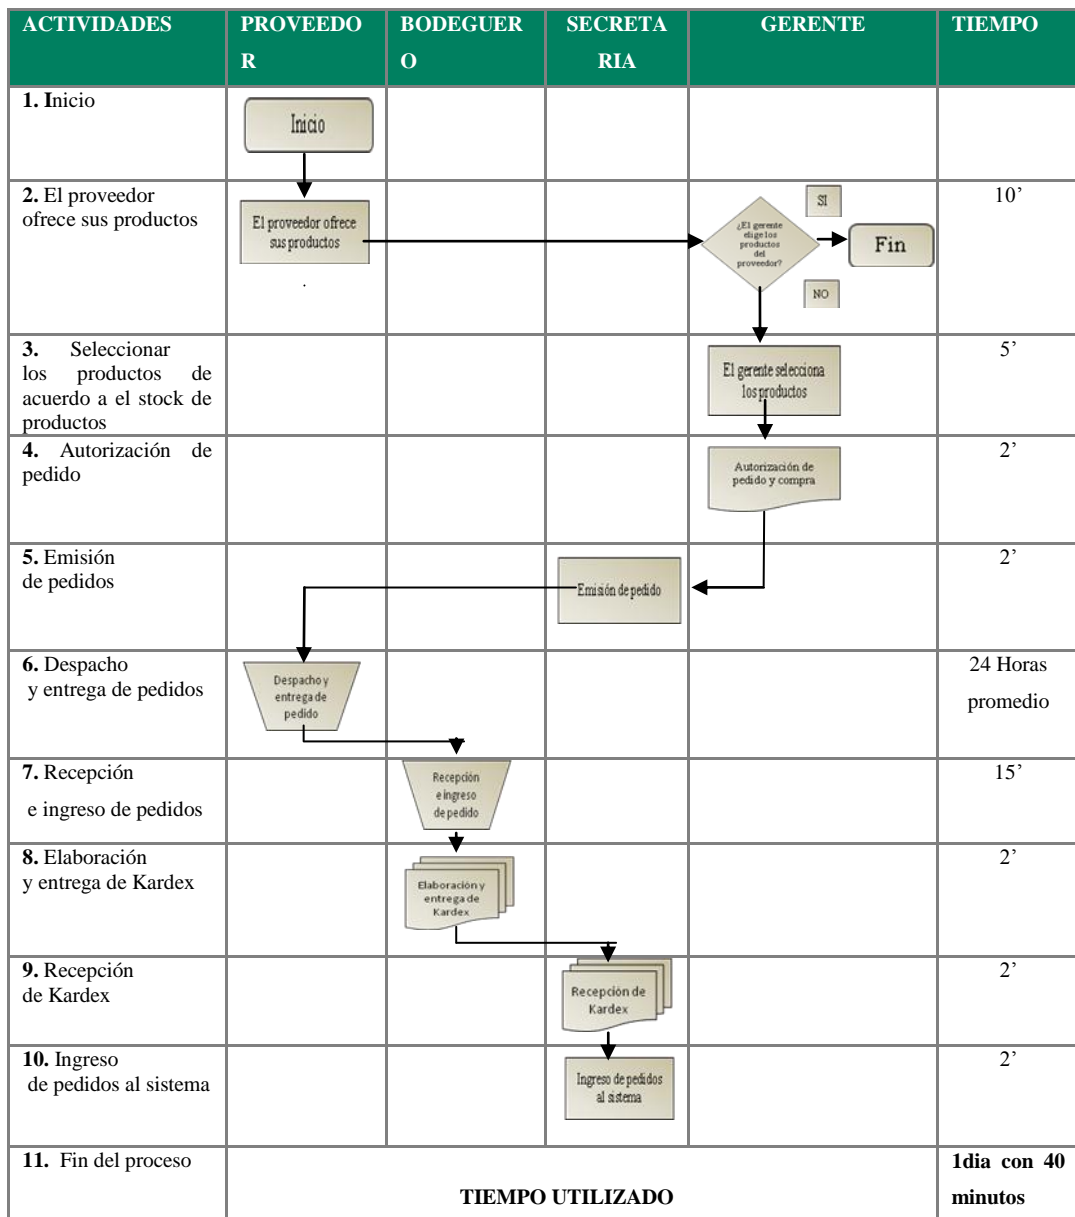 ACTIVIDADES
PROVEEDO
R
BODEGUER
O
SECRETA
RIA
GERENTE
TIEMPO
1. Inicio
Inicio
2. El proveedor
ofrece sus productos
El proveedor ofrece
sus productos
.
¿El gerente
elige los
productos
del
proveedor?
SI
Fin
NO
10’
3. Seleccionar
los productos de
acuerdo a el stock de
productos
El gerente selecciona
los productos
5’
4. Autorización de
pedido
Autorización de
pedido y compra
2’
5. Emisión
de pedidos
Emisión de pedido
2’
6. Despacho
y entrega de pedidos
Despacho y
entrega de
pedido
24 Horas
promedio
7. Recepción
e ingreso de pedidos
Recepción
e ingreso
de pedido
15’
8. Elaboración
y entrega de Kardex
Elaboración y
entrega de
Kardex
2’
9. Recepción
de Kardex
Recepción de
Kardex
2’
10. Ingreso
de pedidos al sistema
Ingreso de pedidos
al sistema
2’
11. Fin del proceso
TIEMPO UTILIZADO
1dia con 40
minutos